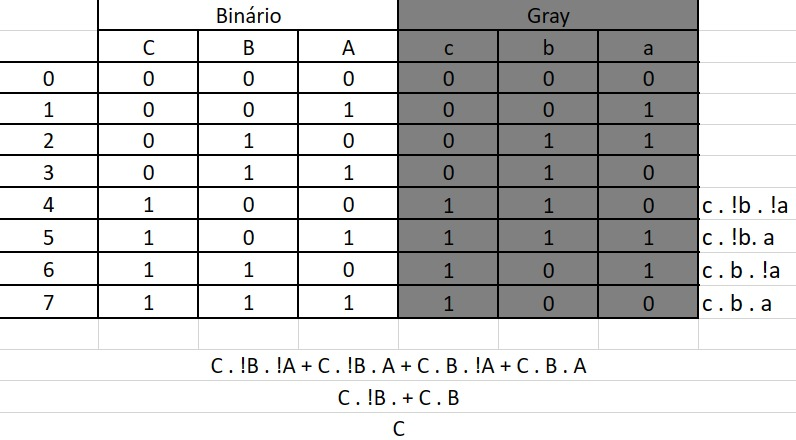 Binário Gray
C B A c b a
0 0 0 0 0 0 0
1 0 0 1 0 0 1
2 0 1 0 0 1 1
3 0 1 1 0 1 0
4 1 0 0 1 1 0 c . !b . !a
5 1 0 1 1 1 1 c . !b. a
6 1 1 0 1 0 1 c . b . !a
7 1 1 1 1 0 0 c . b . a
C . !B . !A + C . !B . A + C . B . !A + C . B . A
C . !B . + C . B
C